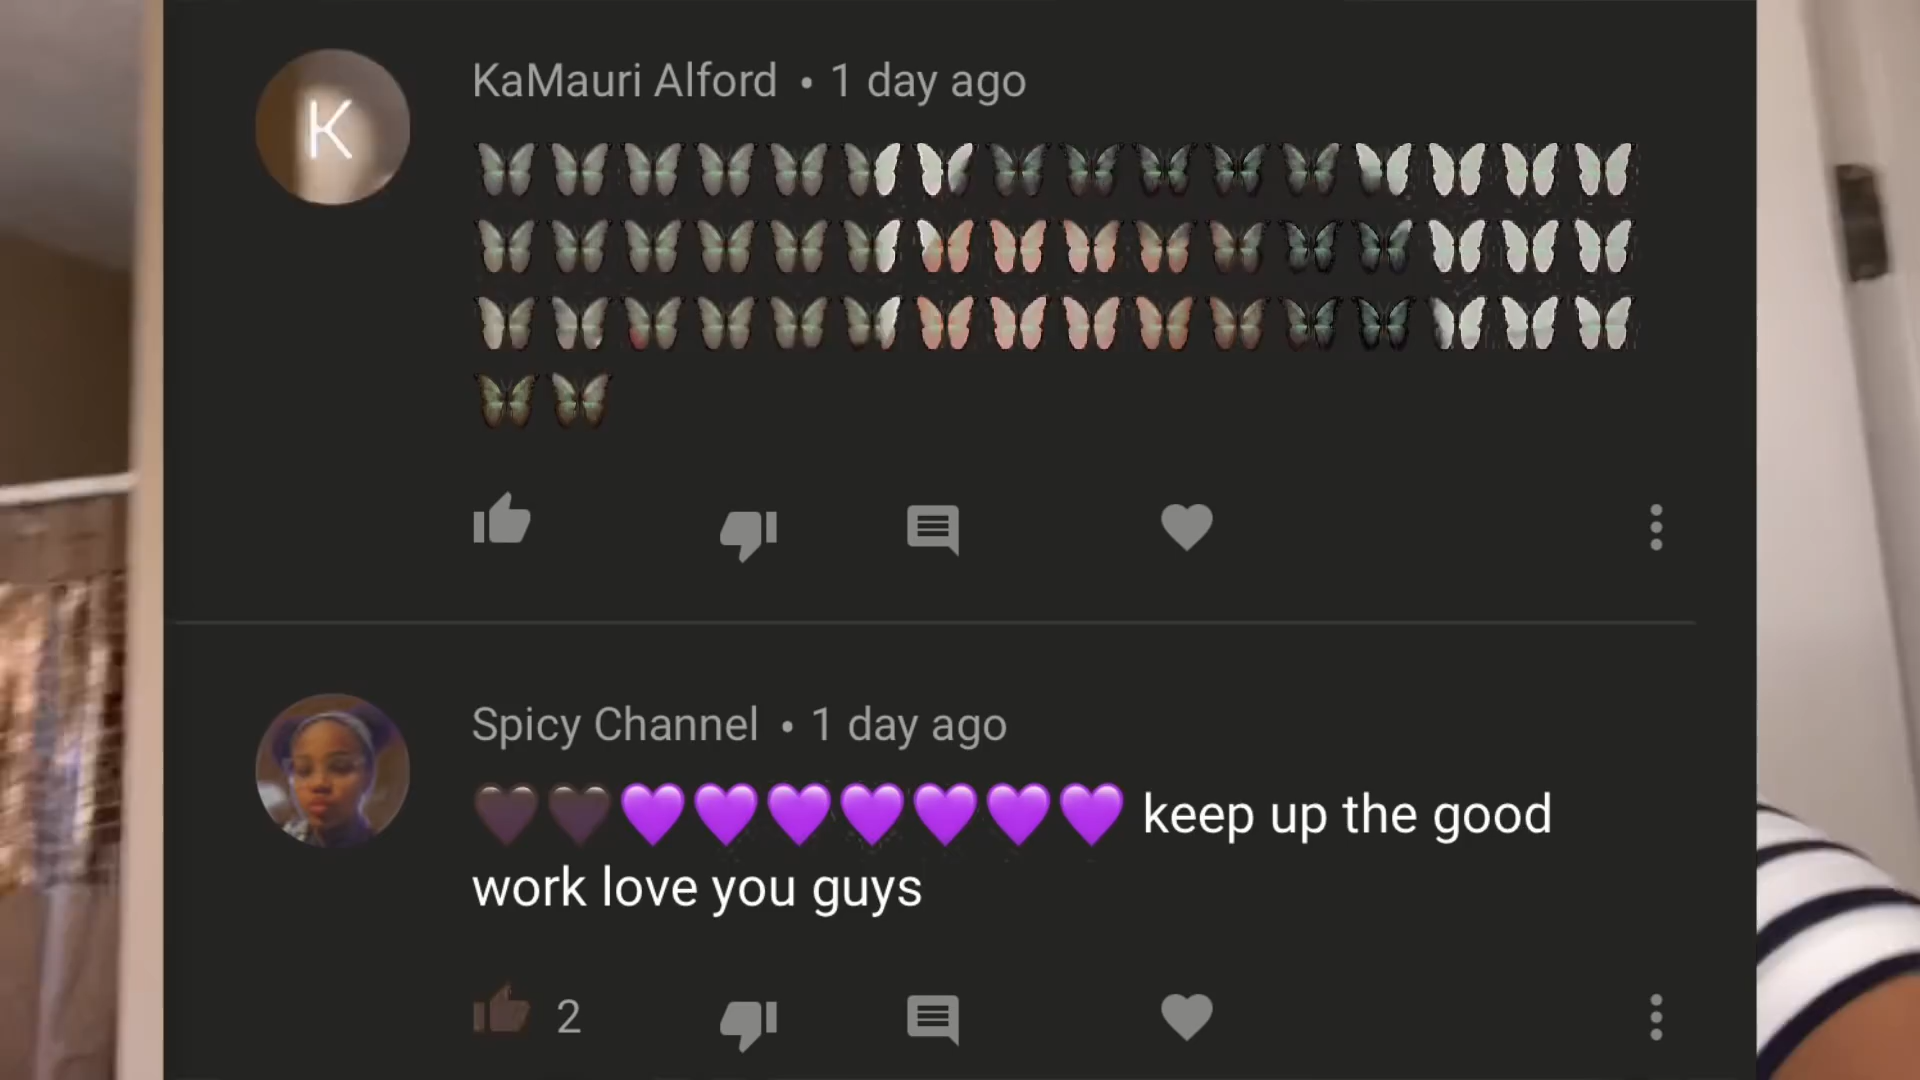 K
KaMauri Alford • 1 day ago
🦋🦋🦋🦋🦋🦋🦋🦋🦋🦋🦋🦋🦋🦋🦋🦋
🦋🦋🦋🦋🦋🦋🦋🦋🦋🦋🦋🦋🦋🦋🦋🦋
🦋🦋🦋🦋🦋🦋🦋🦋🦋🦋🦋🦋🦋🦋🦋🦋
🦋🦋
Spicy Channel • 1 day ago
💜💜💜💜💜💜💜💜💜 keep up the good
work love you guys
2